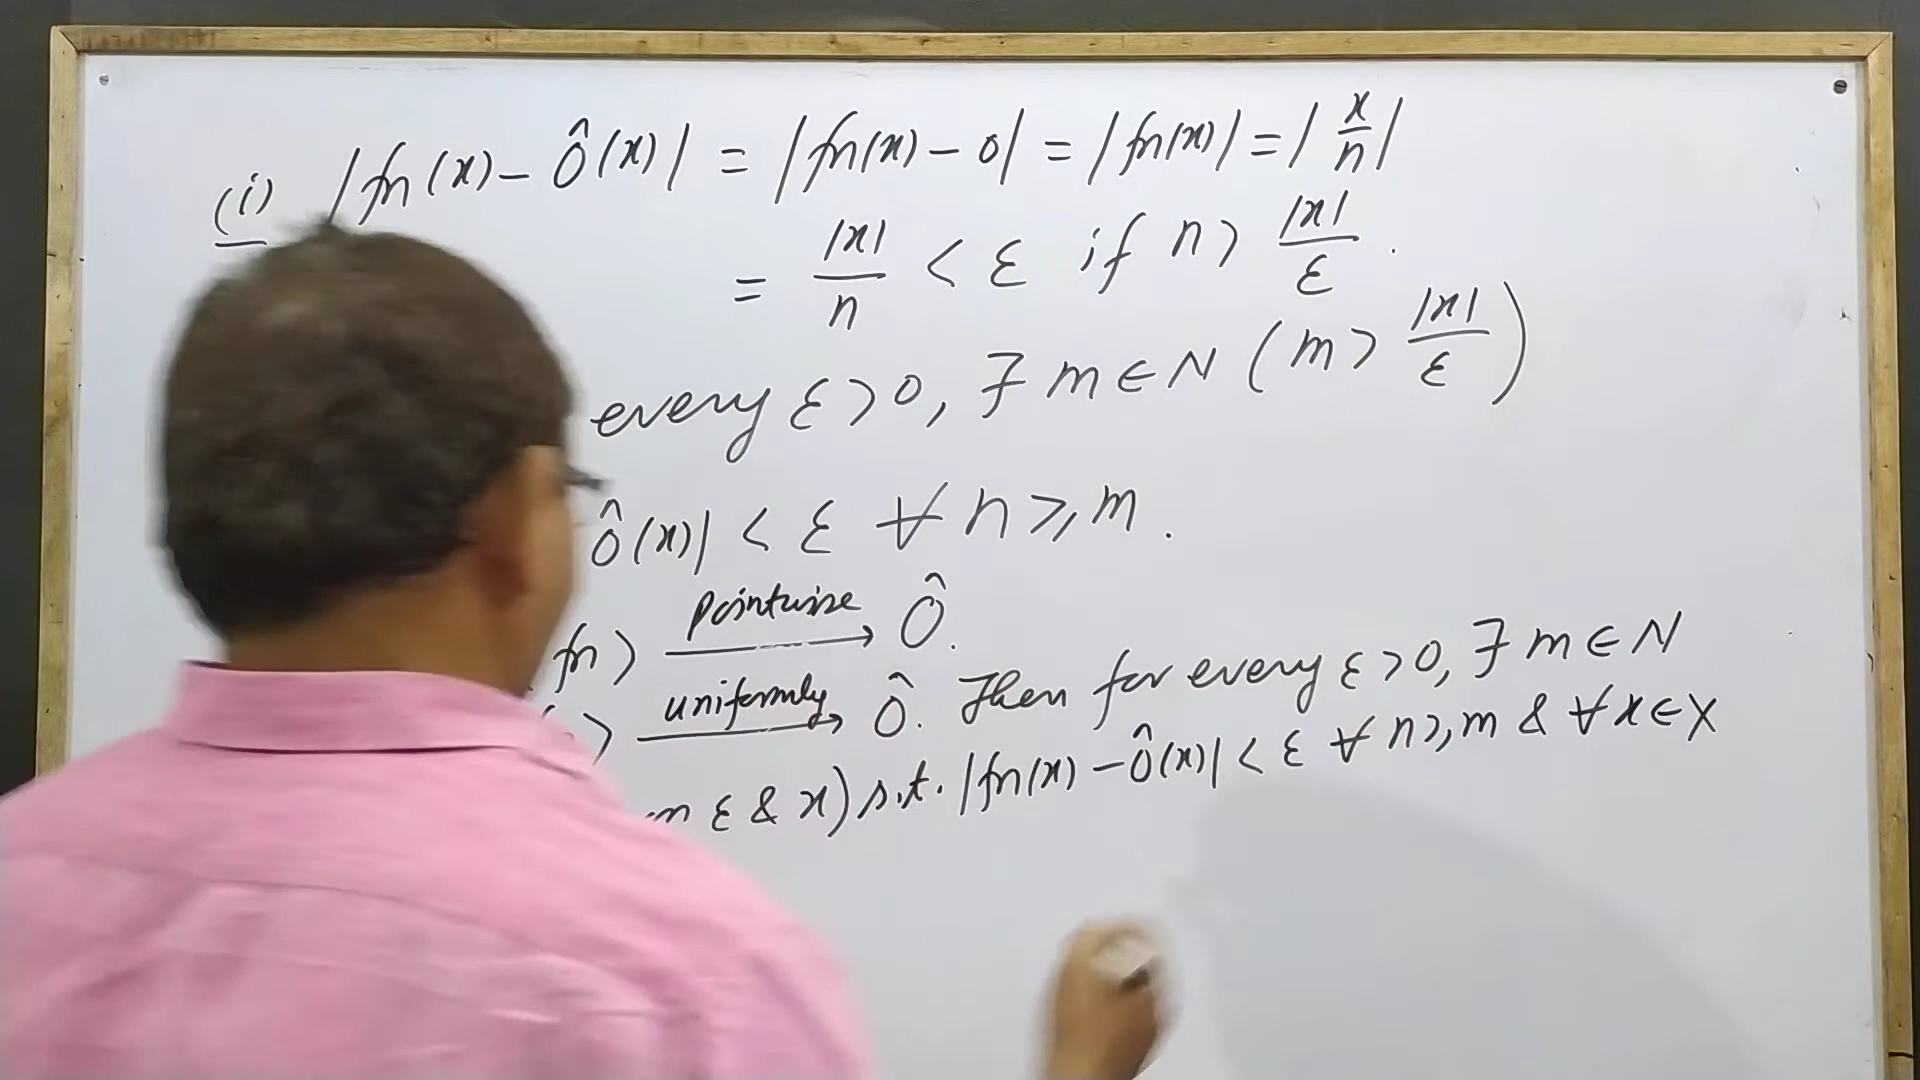 (i) |fn(x) - Ô(x)| = |fn(x) - 0| = |fn(x)| = |x/n|
= |x|/n < ε if n > |x|/ε .
every ε > 0, ∃ m ∈ N (m > |x|/ε)
Ô(x)| < ε ∀ n ≥ m .
fn> pointwise → Ô.
> uniformly → Ô. Then for every ε > 0, ∃ m ∈ N
m ε & x) s.t. |fn(x) - Ô(x)| < ε ∀ n ≥ m & ∀ x ∈ X